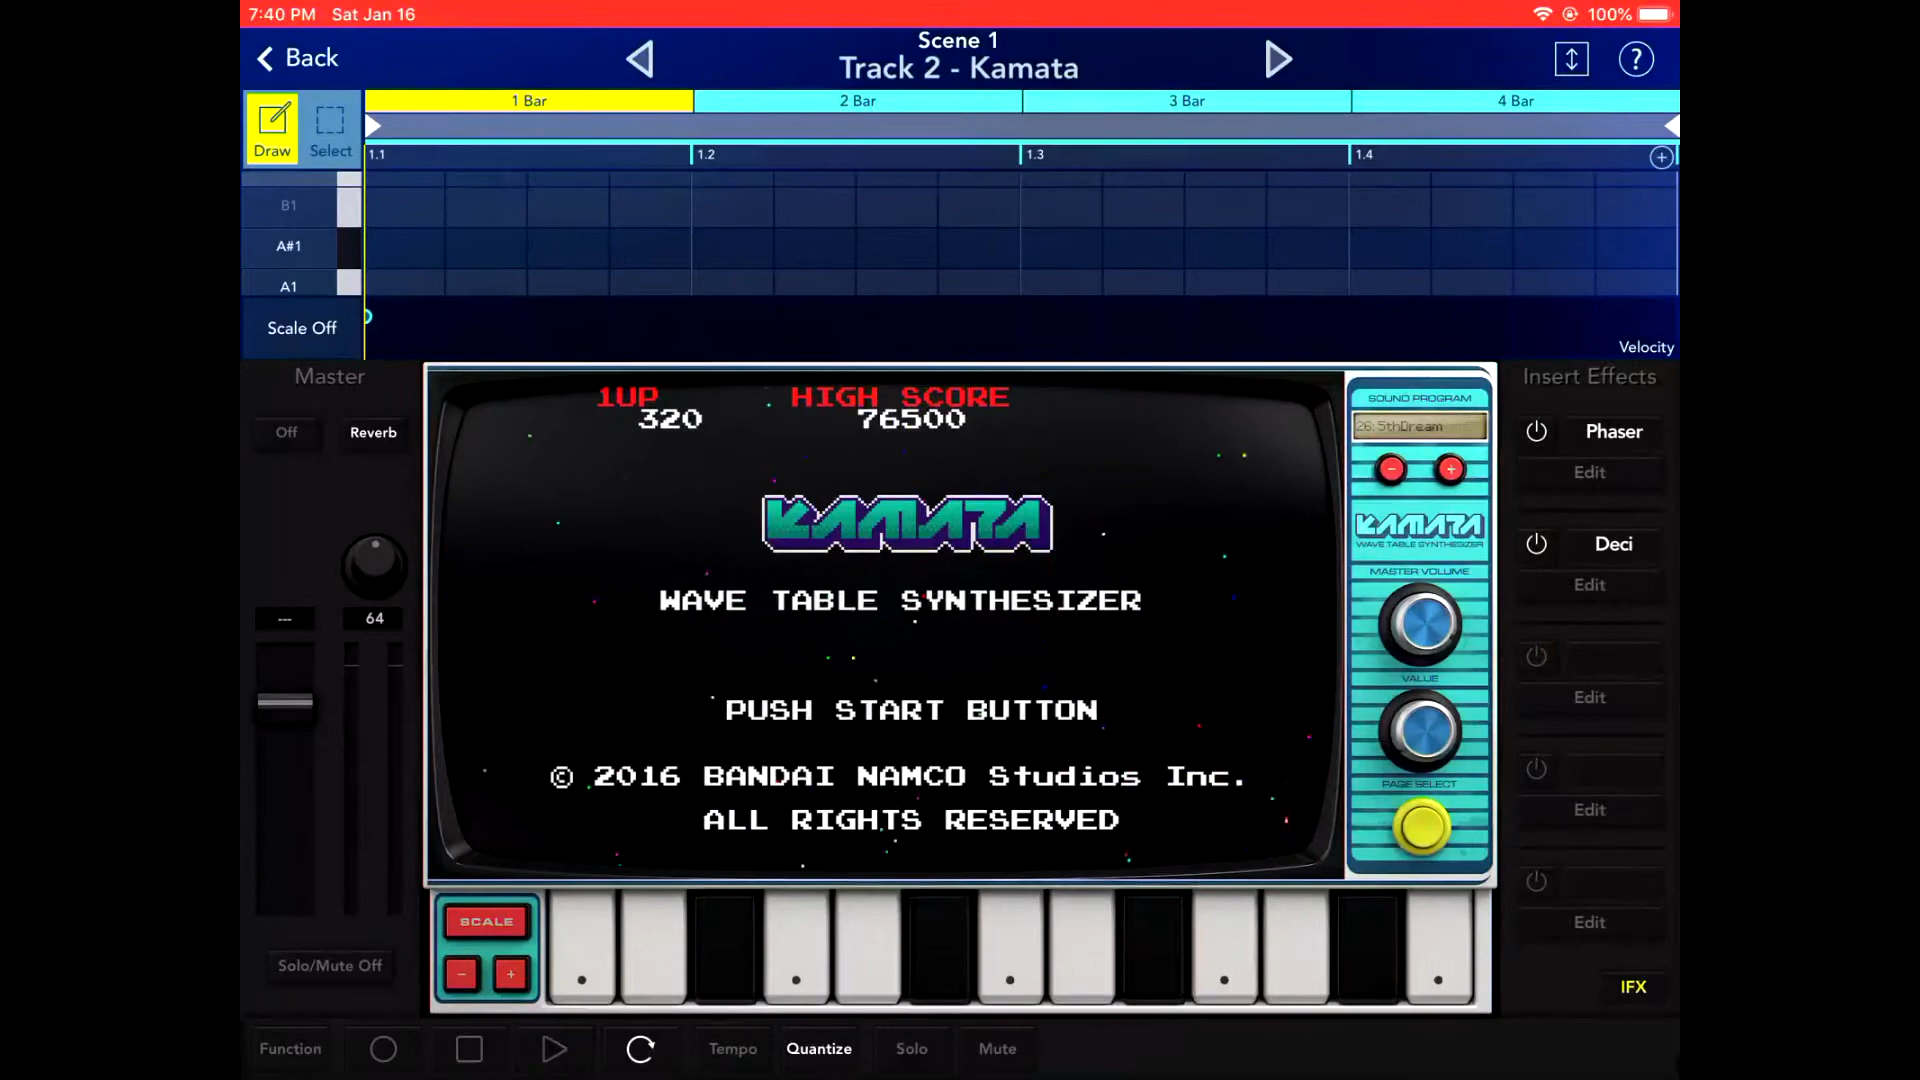 7:40 PM Sat Jan 16
100%
Back
Scene 1
Track 2 - Kamata
?
Draw
Select
1 Bar
2 Bar
3 Bar
4 Bar
1.1
1.2
1.3
1.4
B1
A#1
A1
Scale Off
Velocity
Master
Off
Reverb
---
64
Solo/Mute Off
1UP
HIGH SCORE
320
76500
KAMATA
WAVE TABLE SYNTHESIZER
PUSH START BUTTON
© 2016 BANDAI NAMCO Studios Inc.
ALL RIGHTS RESERVED
SOUND PROGRAM
26:5thDream
- +
KAMATA
WAVE TABLE SYNTHESIZER
MASTER VOLUME
VALUE
PAGE SELECT
SCALE
- +
Insert Effects
Phaser
Edit
Deci
Edit
Edit
Edit
Edit
IFX
Function
Tempo
Quantize
Solo
Mute